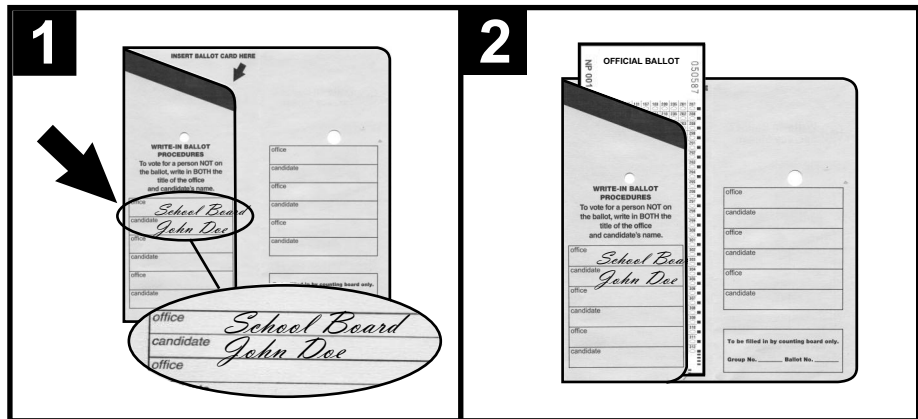 1
INSERT BALLOT CARD HERE
WRITE-IN BALLOT
PROCEDURES
To vote for a person NOT on
the ballot, write in BOTH the
title of the office
and candidate's name.
office
School Board
candidate
John Doe
office
candidate
office
candidate
office
candidate
office
candidate
office
candidate
office
School Board
candidate
John Doe
office
2
OFFICIAL BALLOT
NP 001
050587
WRITE-IN BALLOT
PROCEDURES
To vote for a person NOT on
the ballot, write in BOTH the
title of the office
and candidate's name.
office
School Boa
candidate
John Doe
office
candidate
office
candidate
office
candidate
office
candidate
office
candidate
To be filled in by counting board only.
Group No. ______ Ballot No. ______